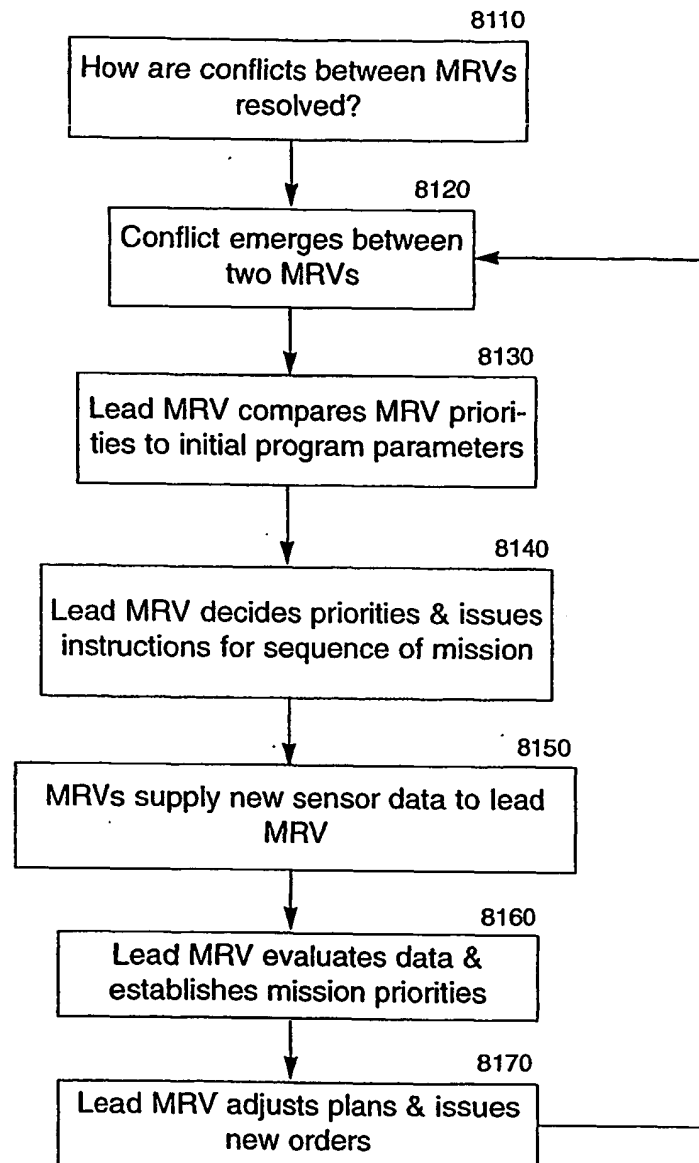 8110
How are conflicts between MRVs
resolved?
8120
Conflict emerges between
two MRVs
8130
Lead MRV compares MRV priori-
ties to initial program parameters
8140
Lead MRV decides priorities & issues
instructions for sequence of mission
8150
MRVs supply new sensor data to lead
MRV
8160
Lead MRV evaluates data &
establishes mission priorities
8170
Lead MRV adjusts plans & issues
new orders